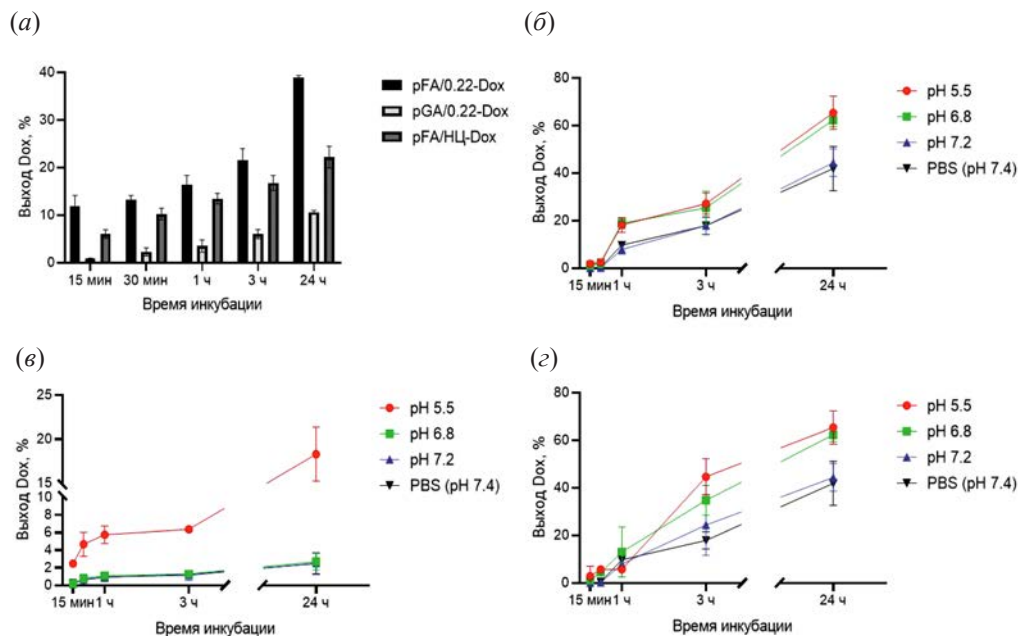 (а)
Выход Dox, %
40
30
20
10
0
15 мин 30 мин 1 ч 3 ч 24 ч
Время инкубации
pFA/0.22-Dox
pGA/0.22-Dox
pFA/НЦ-Dox
(б)
Выход Dox, %
80
60
40
20
0
15 мин 1 ч 3 ч 24 ч
Время инкубации
pH 5.5
pH 6.8
pH 7.2
PBS (pH 7.4)
(в)
Выход Dox, %
25
20
15
8
6
4
2
0
15 мин 1 ч 3 ч 24 ч
Время инкубации
pH 5.5
pH 6.8
pH 7.2
PBS (pH 7.4)
(г)
Выход Dox, %
80
60
40
20
0
15 мин 1 ч 3 ч 24 ч
Время инкубации
pH 5.5
pH 6.8
pH 7.2
PBS (pH 7.4)